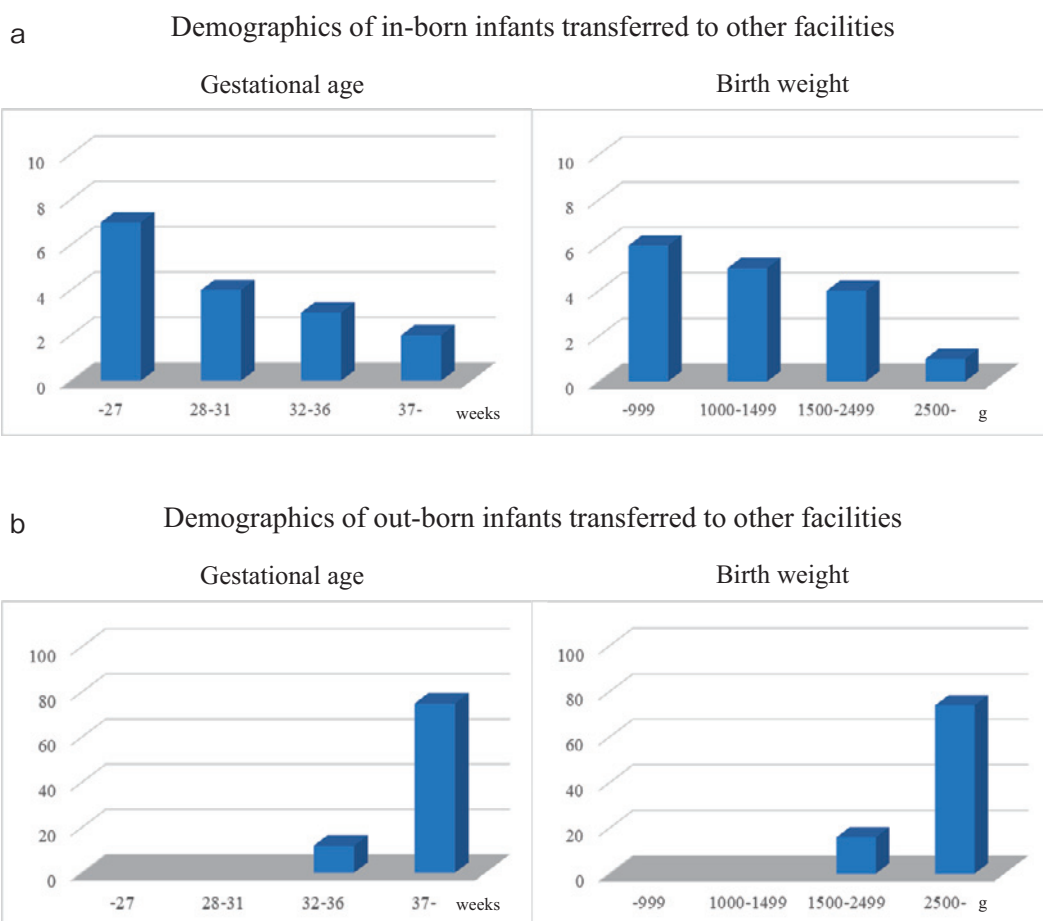 a
Demographics of in-born infants transferred to other facilities
Gestational age
Birth weight
10
8
6
4
2
0
-27 28-31 32-36 37- weeks
10
8
6
4
2
0
-999 1000-1499 1500-2499 2500- g
b
Demographics of out-born infants transferred to other facilities
Gestational age
Birth weight
100
80
60
40
20
0
-27 28-31 32-36 37- weeks
100
80
60
40
20
0
-999 1000-1499 1500-2499 2500- g